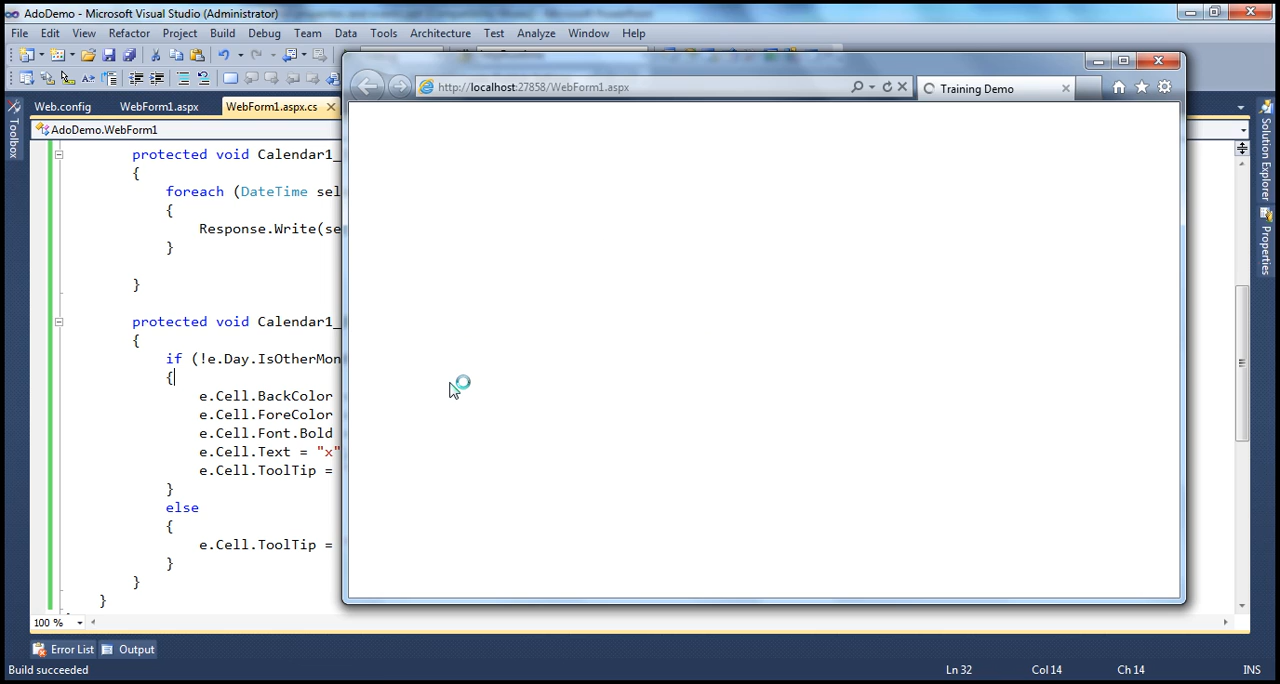 AdoDemo - Microsoft Visual Studio (Administrator)
File Edit View Refactor Project Build Debug Team Data Tools Architecture Test Analyze Window Help
http://localhost:27858/WebForm1.aspx
Training Demo
Web.config WebForm1.aspx WebForm1.aspx.cs
AdoDemo.WebForm1
Toolbox
Solution Explorer
Properties
protected void Calendar1_
{
foreach (DateTime sel
{
Response.Write(se
}
}
protected void Calendar1_
{
if (!e.Day.IsOtherMon
{
e.Cell.BackColor
e.Cell.ForeColor
e.Cell.Font.Bold
e.Cell.Text = "x"
e.Cell.ToolTip =
}
else
{
e.Cell.ToolTip =
}
}
}
100 %
Error List Output
Build succeeded Ln 32 Col 14 Ch 14 INS